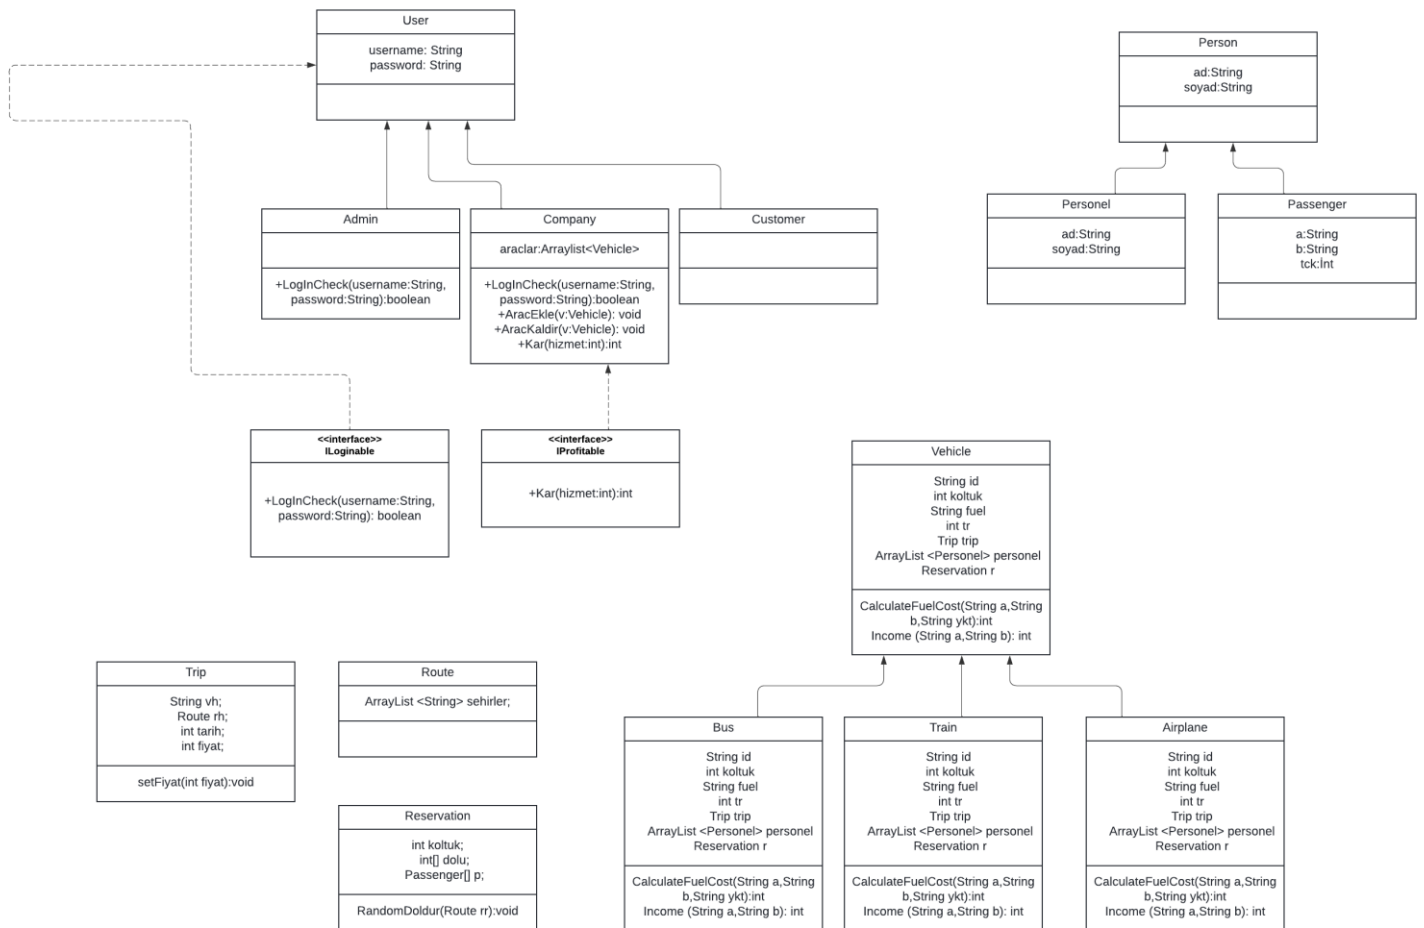 User
username: String
password: String
Person
ad:String
soyad:String
Admin
+LogInCheck(username:String,
password:String):boolean
Company
araclar:Arraylist<Vehicle>
+LogInCheck(username:String,
password:String):boolean
+AracEkle(v:Vehicle): void
+AracKaldir(v:Vehicle): void
+Kar(hizmet:int):int
Customer
Personel
ad:String
soyad:String
Passenger
a:String
b:String
tck:İnt
<<interface>>
ILoginable
+LogInCheck(username:String,
password:String): boolean
<<interface>>
IProfitable
+Kar(hizmet:int):int
Vehicle
String id
int koltuk
String fuel
int tr
Trip trip
ArrayList <Personel> personel
Reservation r
CalculateFuelCost(String a,String
b,String ykt):int
Income (String a,String b): int
Trip
String vh;
Route rh;
int tarih;
int fiyat;
setFiyat(int fiyat):void
Route
ArrayList <String> sehirler;
Reservation
int koltuk;
int[] dolu;
Passenger[] p;
RandomDoldur(Route rr):void
Bus
String id
int koltuk
String fuel
int tr
Trip trip
ArrayList <Personel> personel
Reservation r
CalculateFuelCost(String a,String
b,String ykt):int
Income (String a,String b): int
Train
String id
int koltuk
String fuel
int tr
Trip trip
ArrayList <Personel> personel
Reservation r
CalculateFuelCost(String a,String
b,String ykt):int
Income (String a,String b): int
Airplane
String id
int koltuk
String fuel
int tr
Trip trip
ArrayList <Personel> personel
Reservation r
CalculateFuelCost(String a,String
b,String ykt):int
Income (String a,String b): int